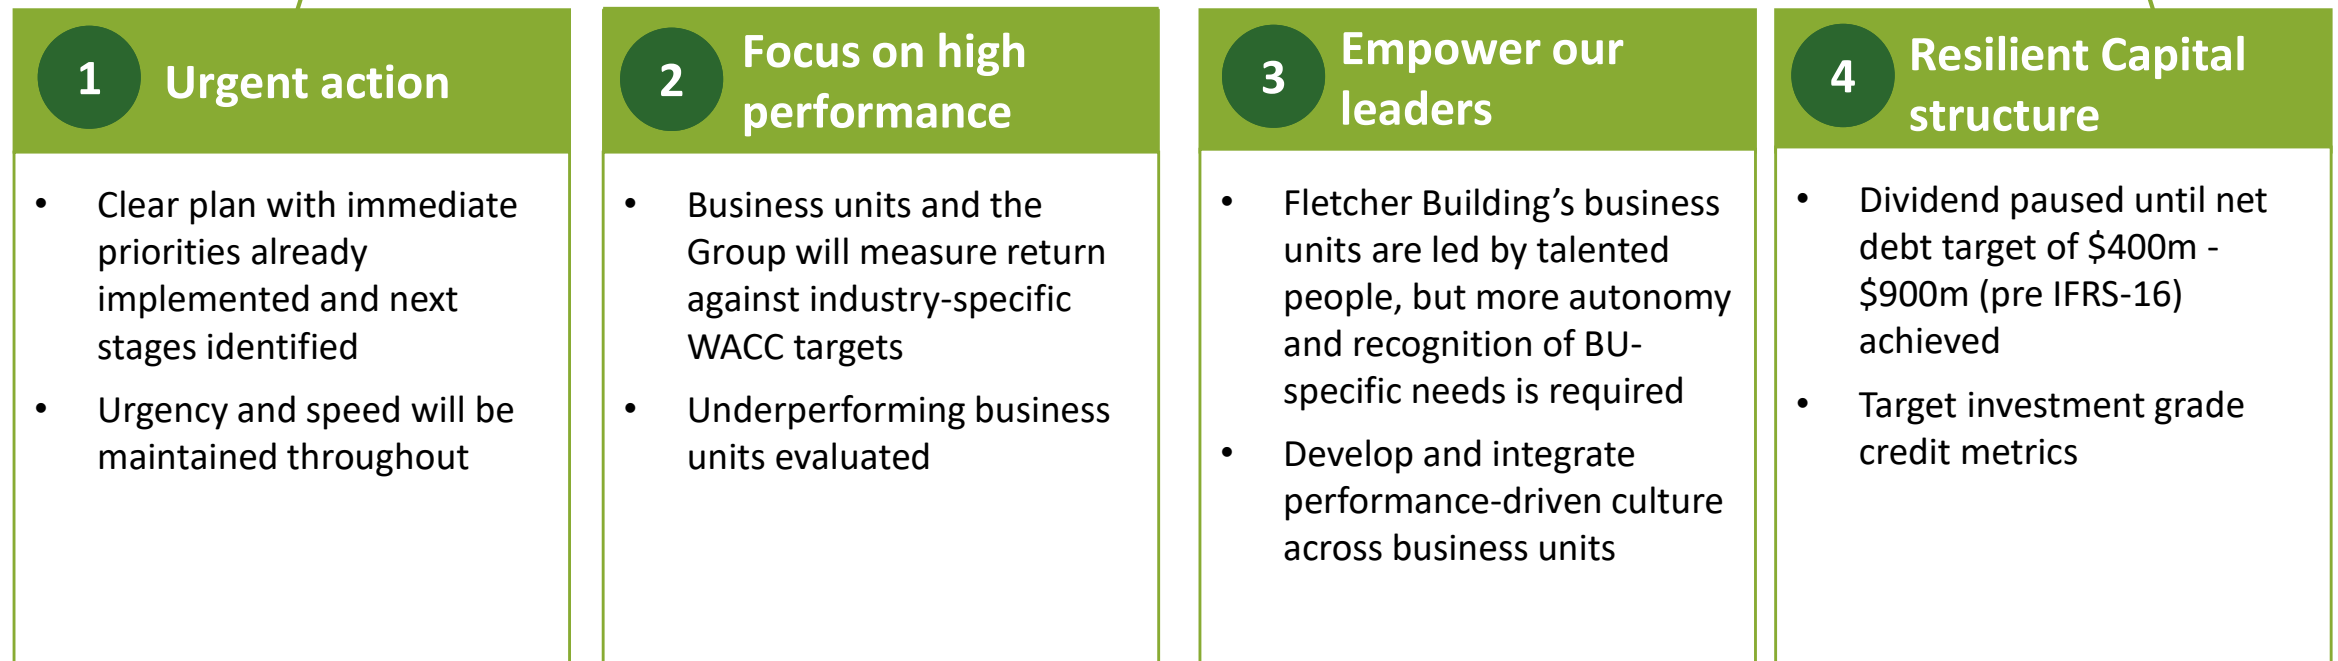 1
Urgent action
• Clear plan with immediate
priorities already
implemented and next
stages identified
• Urgency and speed will be
maintained throughout
2
Focus on high
performance
• Business units and the
Group will measure return
against industry-specific
WACC targets
• Underperforming business
units evaluated
3
Empower our
leaders
• Fletcher Building’s business
units are led by talented
people, but more autonomy
and recognition of BU-
specific needs is required
• Develop and integrate
performance-driven culture
across business units
4
Resilient Capital
structure
• Dividend paused until net
debt target of $400m -
$900m (pre IFRS-16)
achieved
• Target investment grade
credit metrics